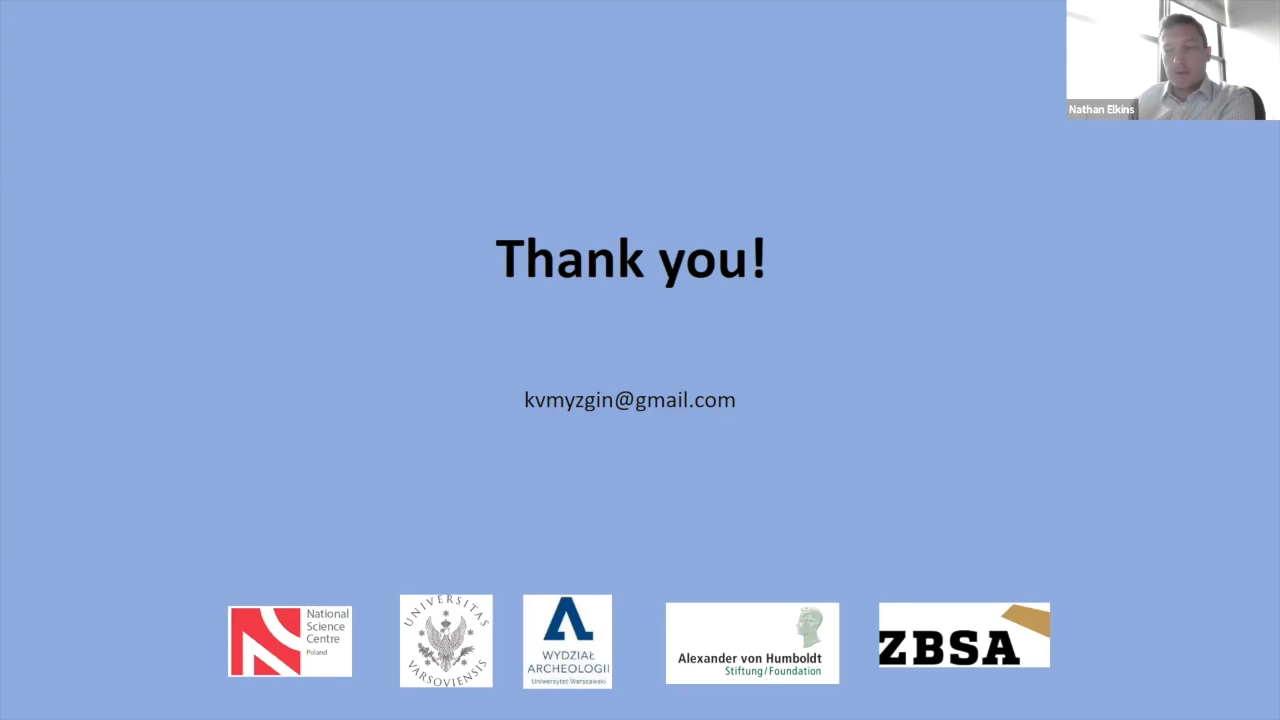 Nathan Elkins
Thank you!
kvmyzgin@gmail.com
National
Science
Centre
Poland
UNIVERSITAS
VARSOVIENSIS
WYDZIAŁ
ARCHEOLOGII
Uniwersytet Warszawski
Alexander von Humboldt
Stiftung/Foundation
ZBSA